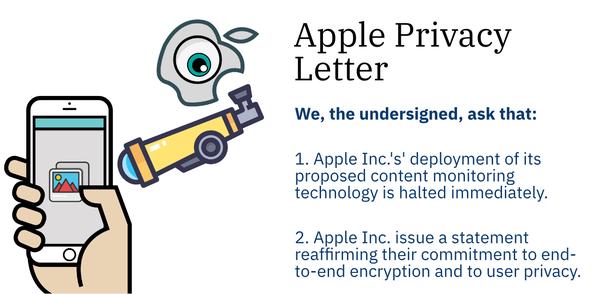 Apple Privacy
Letter
We, the undersigned, ask that:
1. Apple Inc.'s' deployment of its
proposed content monitoring
technology is halted immediately.
2. Apple Inc. issue a statement
reaffirming their commitment to end-
to-end encryption and to user privacy.